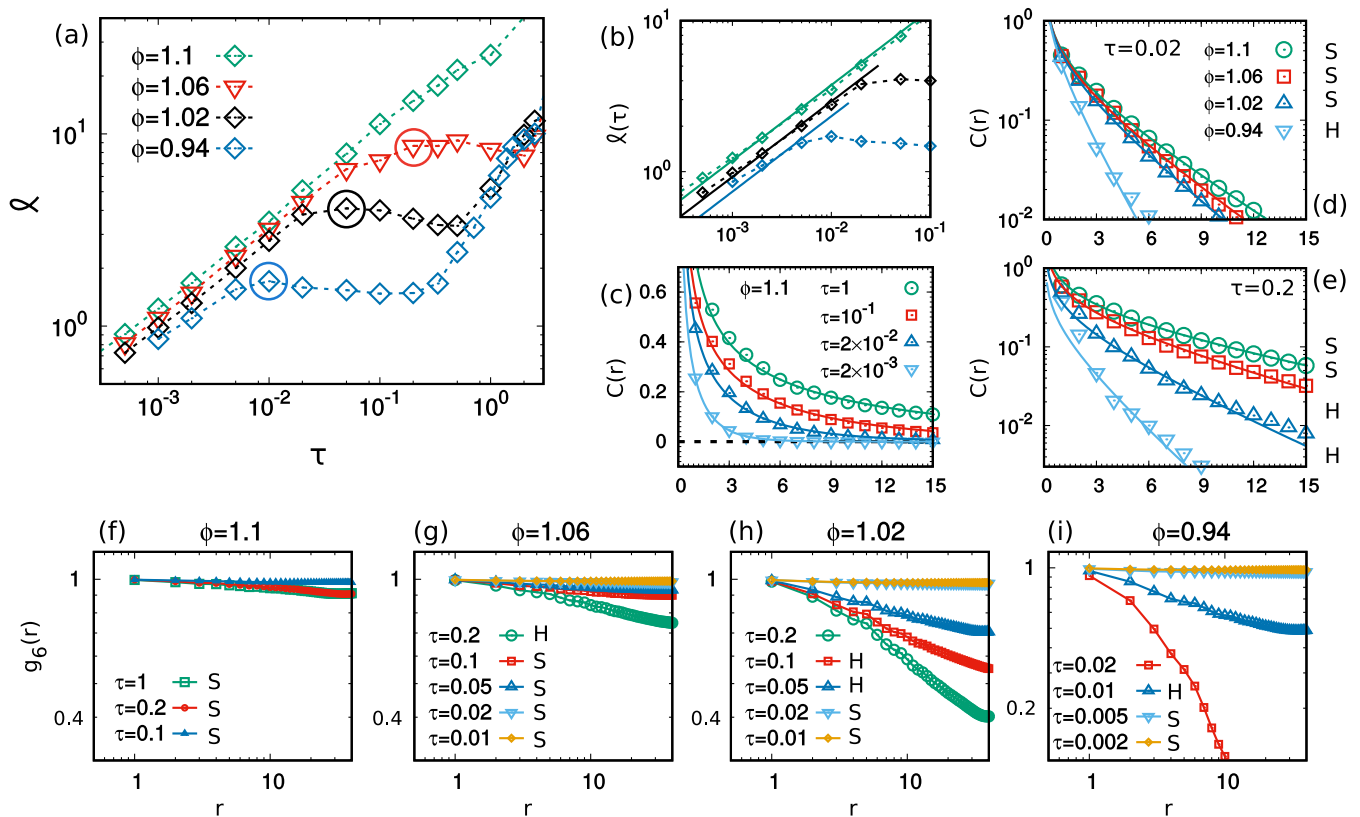 (a)
ϕ=1.1
ϕ=1.06
ϕ=1.02
ϕ=0.94
10¹
10⁰
ℓ
10⁻³
10⁻²
10⁻¹
10⁰
τ
(b)
10¹
10⁰
ℓ(τ)
10⁻³
10⁻²
10⁻¹
(c)
ϕ=1.1
τ=1
τ=10⁻¹
τ=2×10⁻²
τ=2×10⁻³
C(r)
0.6
0.4
0.2
0
0 3 6 9 12 15
τ=0.02
ϕ=1.1 S
ϕ=1.06 S
ϕ=1.02 S
ϕ=0.94 H
(d)
C(r)
10⁰
10⁻¹
10⁻²
0 3 6 9 12 15
τ=0.2
(e)
C(r)
10⁰
10⁻¹
10⁻²
S
S
H
H
0 3 6 9 12 15
(f)
ϕ=1.1
g₆(r)
1
0.4
τ=1 S
τ=0.2 S
τ=0.1 S
1 10
r
(g)
ϕ=1.06
1
0.4
τ=0.2 H
τ=0.1 S
τ=0.05 S
τ=0.02 S
τ=0.01 S
1 10
r
(h)
ϕ=1.02
1
0.4
τ=0.2
τ=0.1 H
τ=0.05 H
τ=0.02 S
τ=0.01 S
1 10
r
(i)
ϕ=0.94
1
0.2
τ=0.02
τ=0.01 H
τ=0.005 S
τ=0.002 S
1 10
r